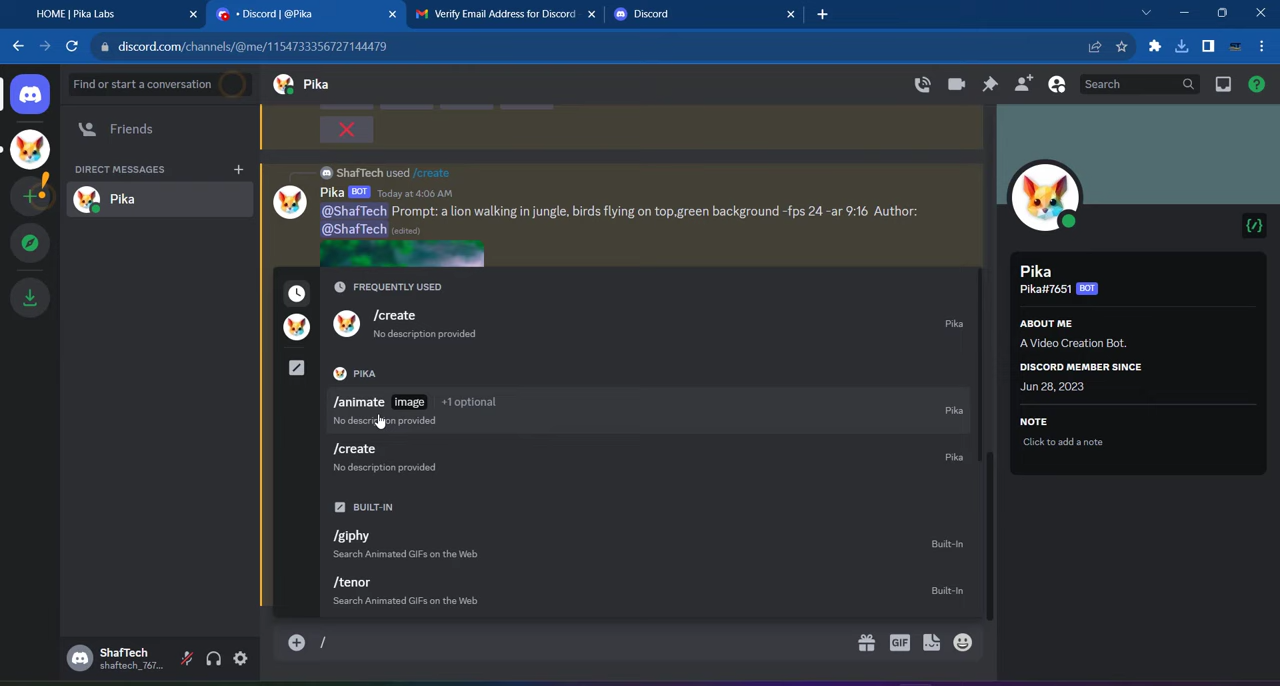 HOME | Pika Labs
• Discord | @Pika
Verify Email Address for Discord
Discord
discord.com/channels/@me/1154733356727144479
Find or start a conversation
Pika
Search
Friends
DIRECT MESSAGES
Pika
ShafTech used /create
Pika BOT Today at 4:06 AM
@ShafTech Prompt: a lion walking in jungle, birds flying on top,green background -fps 24 -ar 9:16 Author:
@ShafTech (edited)
FREQUENTLY USED
/create
No description provided
Pika
PIKA
/animate image +1 optional
No description provided
Pika
/create
No description provided
Pika
BUILT-IN
/giphy
Search Animated GIFs on the Web
Built-In
/tenor
Search Animated GIFs on the Web
Built-In
/
GIF
Pika
Pika#7651 BOT
ABOUT ME
A Video Creation Bot.
DISCORD MEMBER SINCE
Jun 28, 2023
NOTE
Click to add a note
ShafTech
shaftech_767...